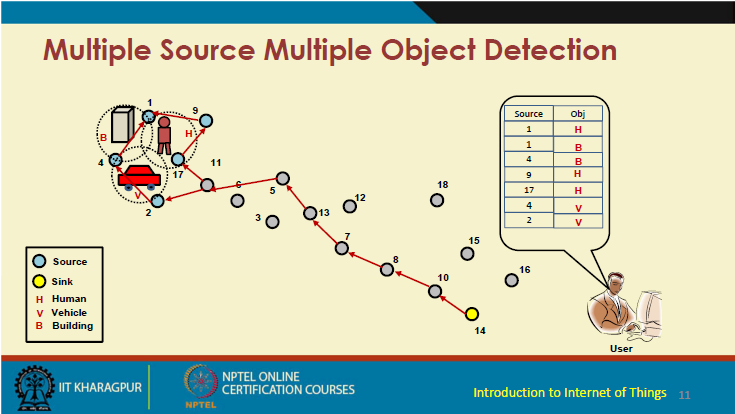 Multiple Source Multiple Object Detection
1
9
B
H
4
17
11
V
2
6
5
3
13
12
18
7
15
8
10
16
14
Source Obj
1 H
1 B
4 B
9 H
17 H
4 V
2 V
Source
Sink
H Human
V Vehicle
B Building
User
IIT KHARAGPUR
NPTEL
NPTEL ONLINE
CERTIFICATION COURSES
Introduction to Internet of Things 11